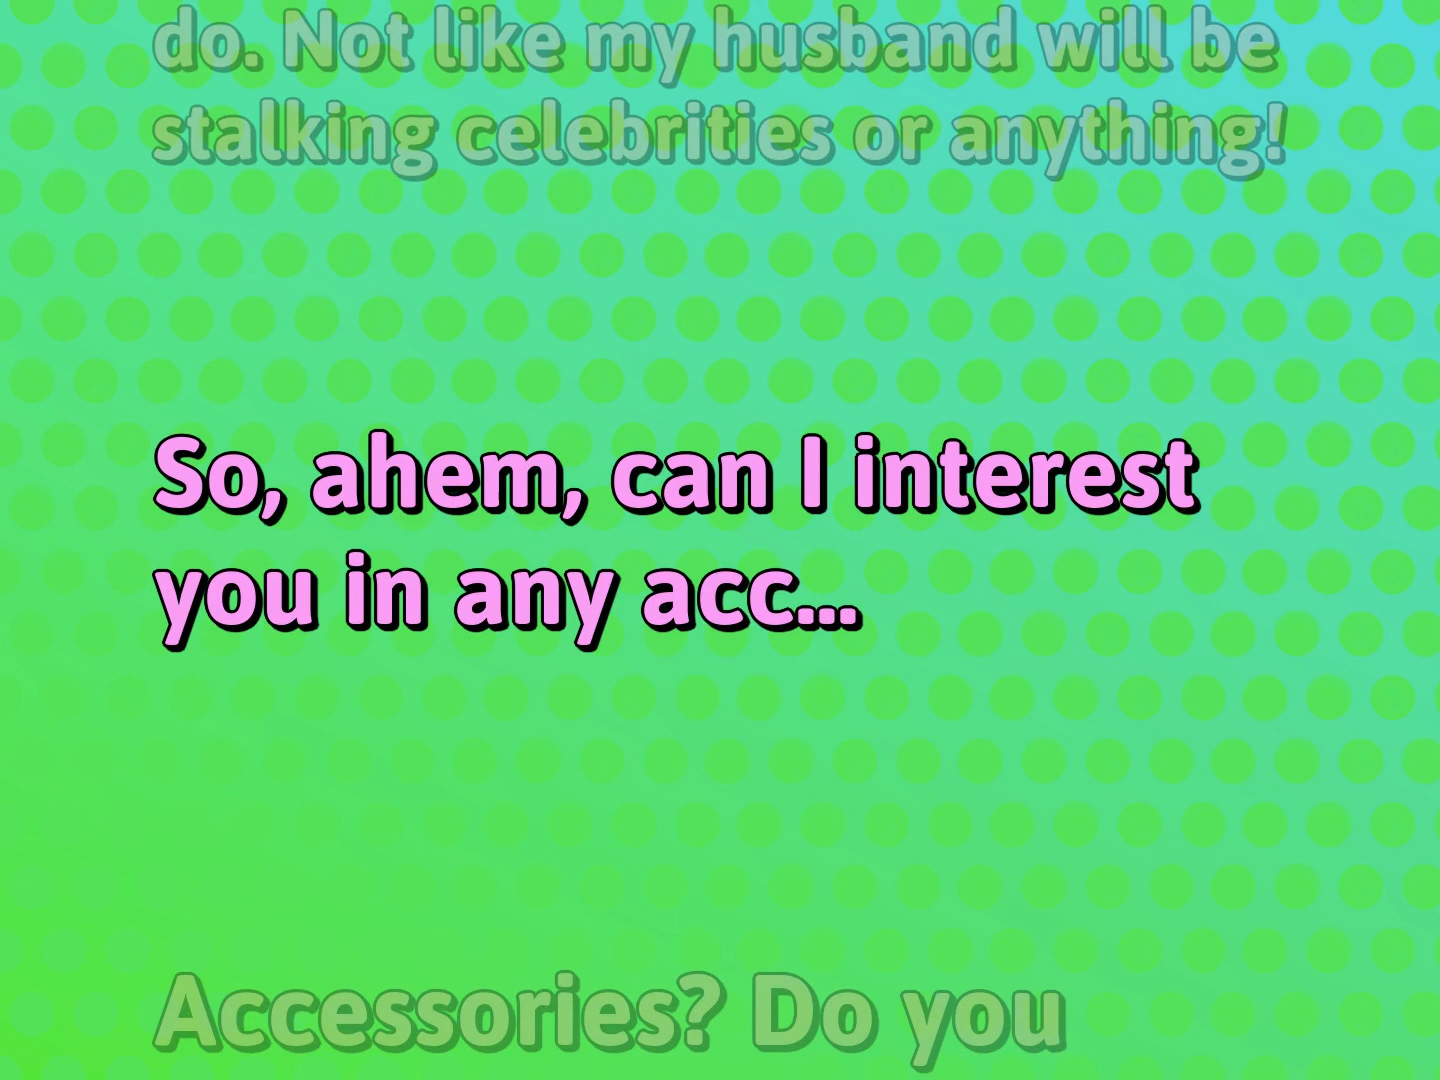 do. Not like my husband will be
stalking celebrities or anything!
So, ahem, can I interest
you in any acc...
Accessories? Do you